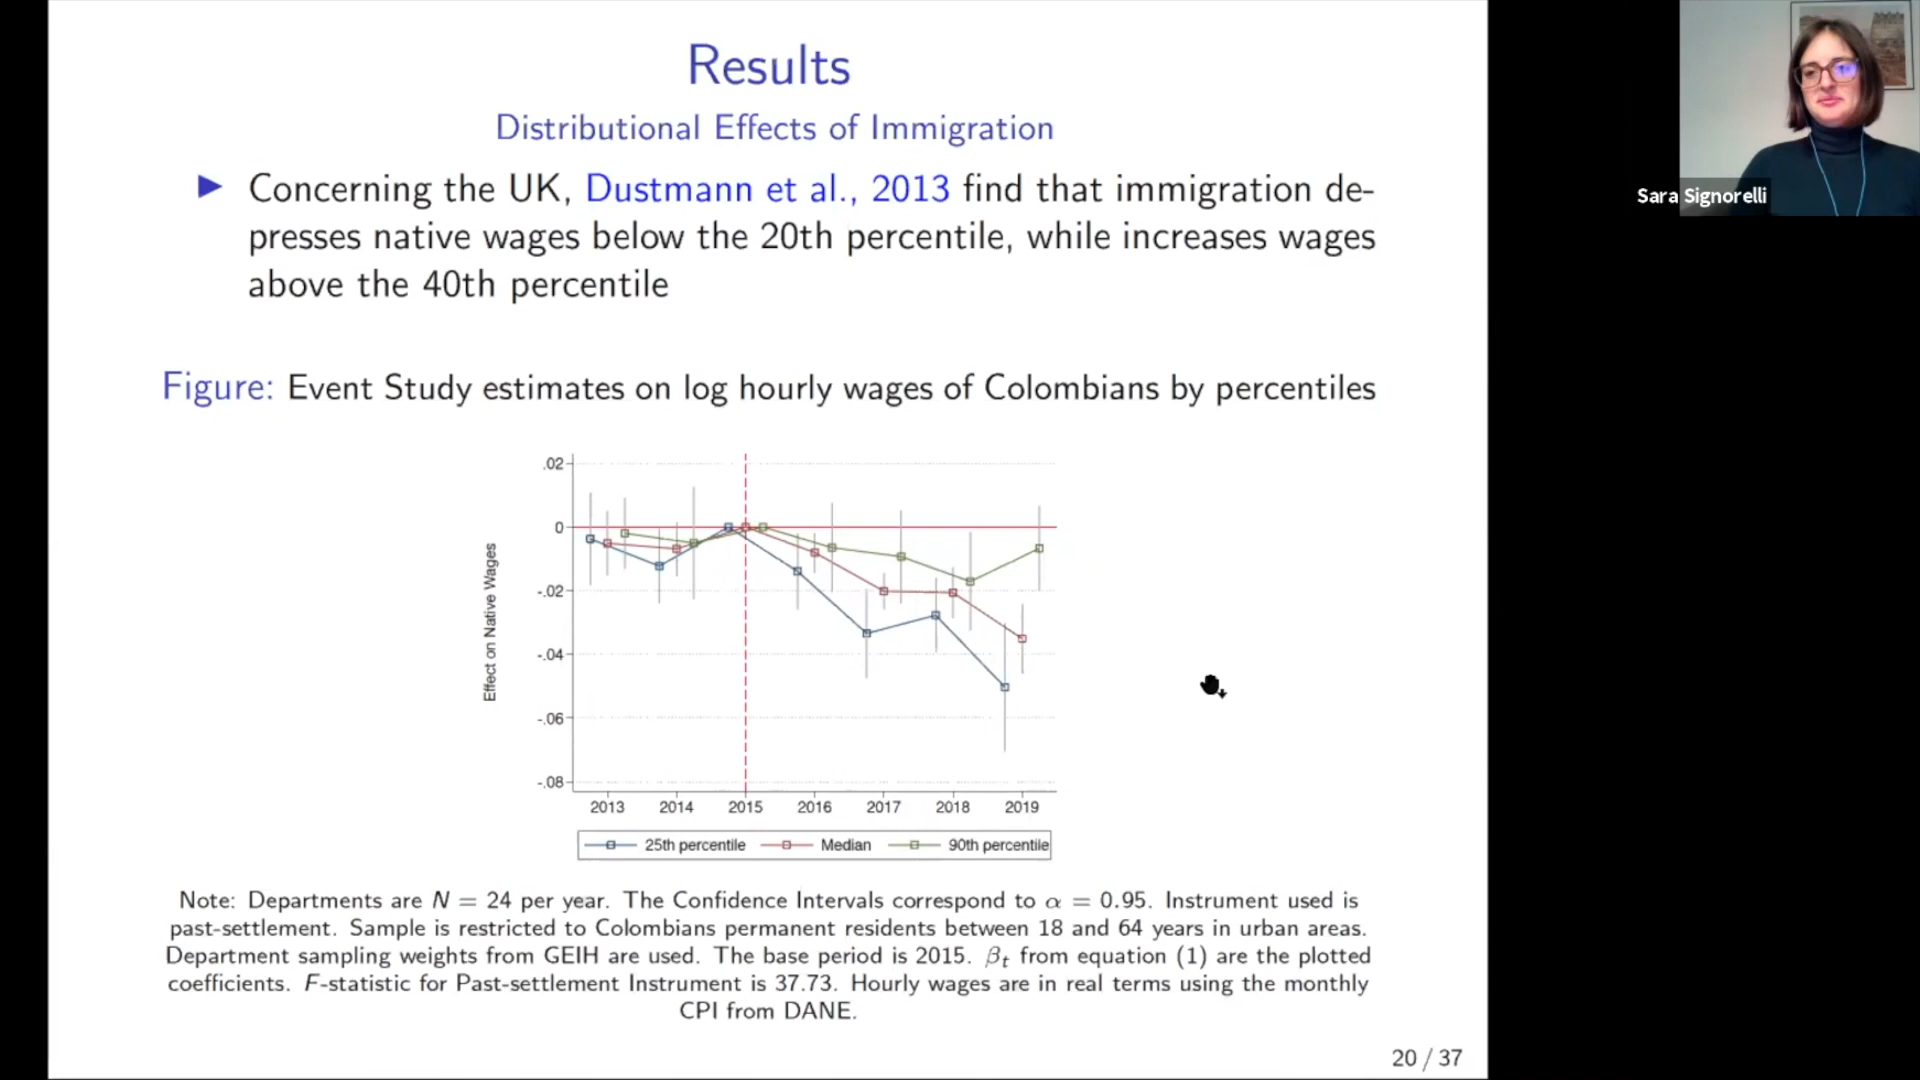 Results
Distributional Effects of Immigration
▶ Concerning the UK, Dustmann et al., 2013 find that immigration de-
presses native wages below the 20th percentile, while increases wages
above the 40th percentile
Sara Signorelli
Figure: Event Study estimates on log hourly wages of Colombians by percentiles
Effect on Native Wages
.02
0
-.02
-.04
-.06
-.08
2013 2014 2015 2016 2017 2018 2019
25th percentile Median 90th percentile
Note: Departments are N = 24 per year. The Confidence Intervals correspond to α = 0.95. Instrument used is
past-settlement. Sample is restricted to Colombians permanent residents between 18 and 64 years in urban areas.
Department sampling weights from GEIH are used. The base period is 2015. βt from equation (1) are the plotted
coefficients. F-statistic for Past-settlement Instrument is 37.73. Hourly wages are in real terms using the monthly
CPI from DANE.
20 / 37